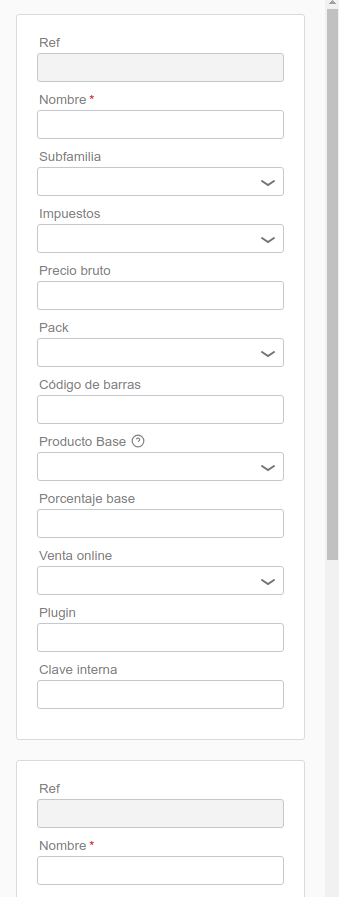 Ref
Nombre *
Subfamilia
Impuestos
Precio bruto
Pack
Código de barras
Producto Base ?
Porcentaje base
Venta online
Plugin
Clave interna
Ref
Nombre *